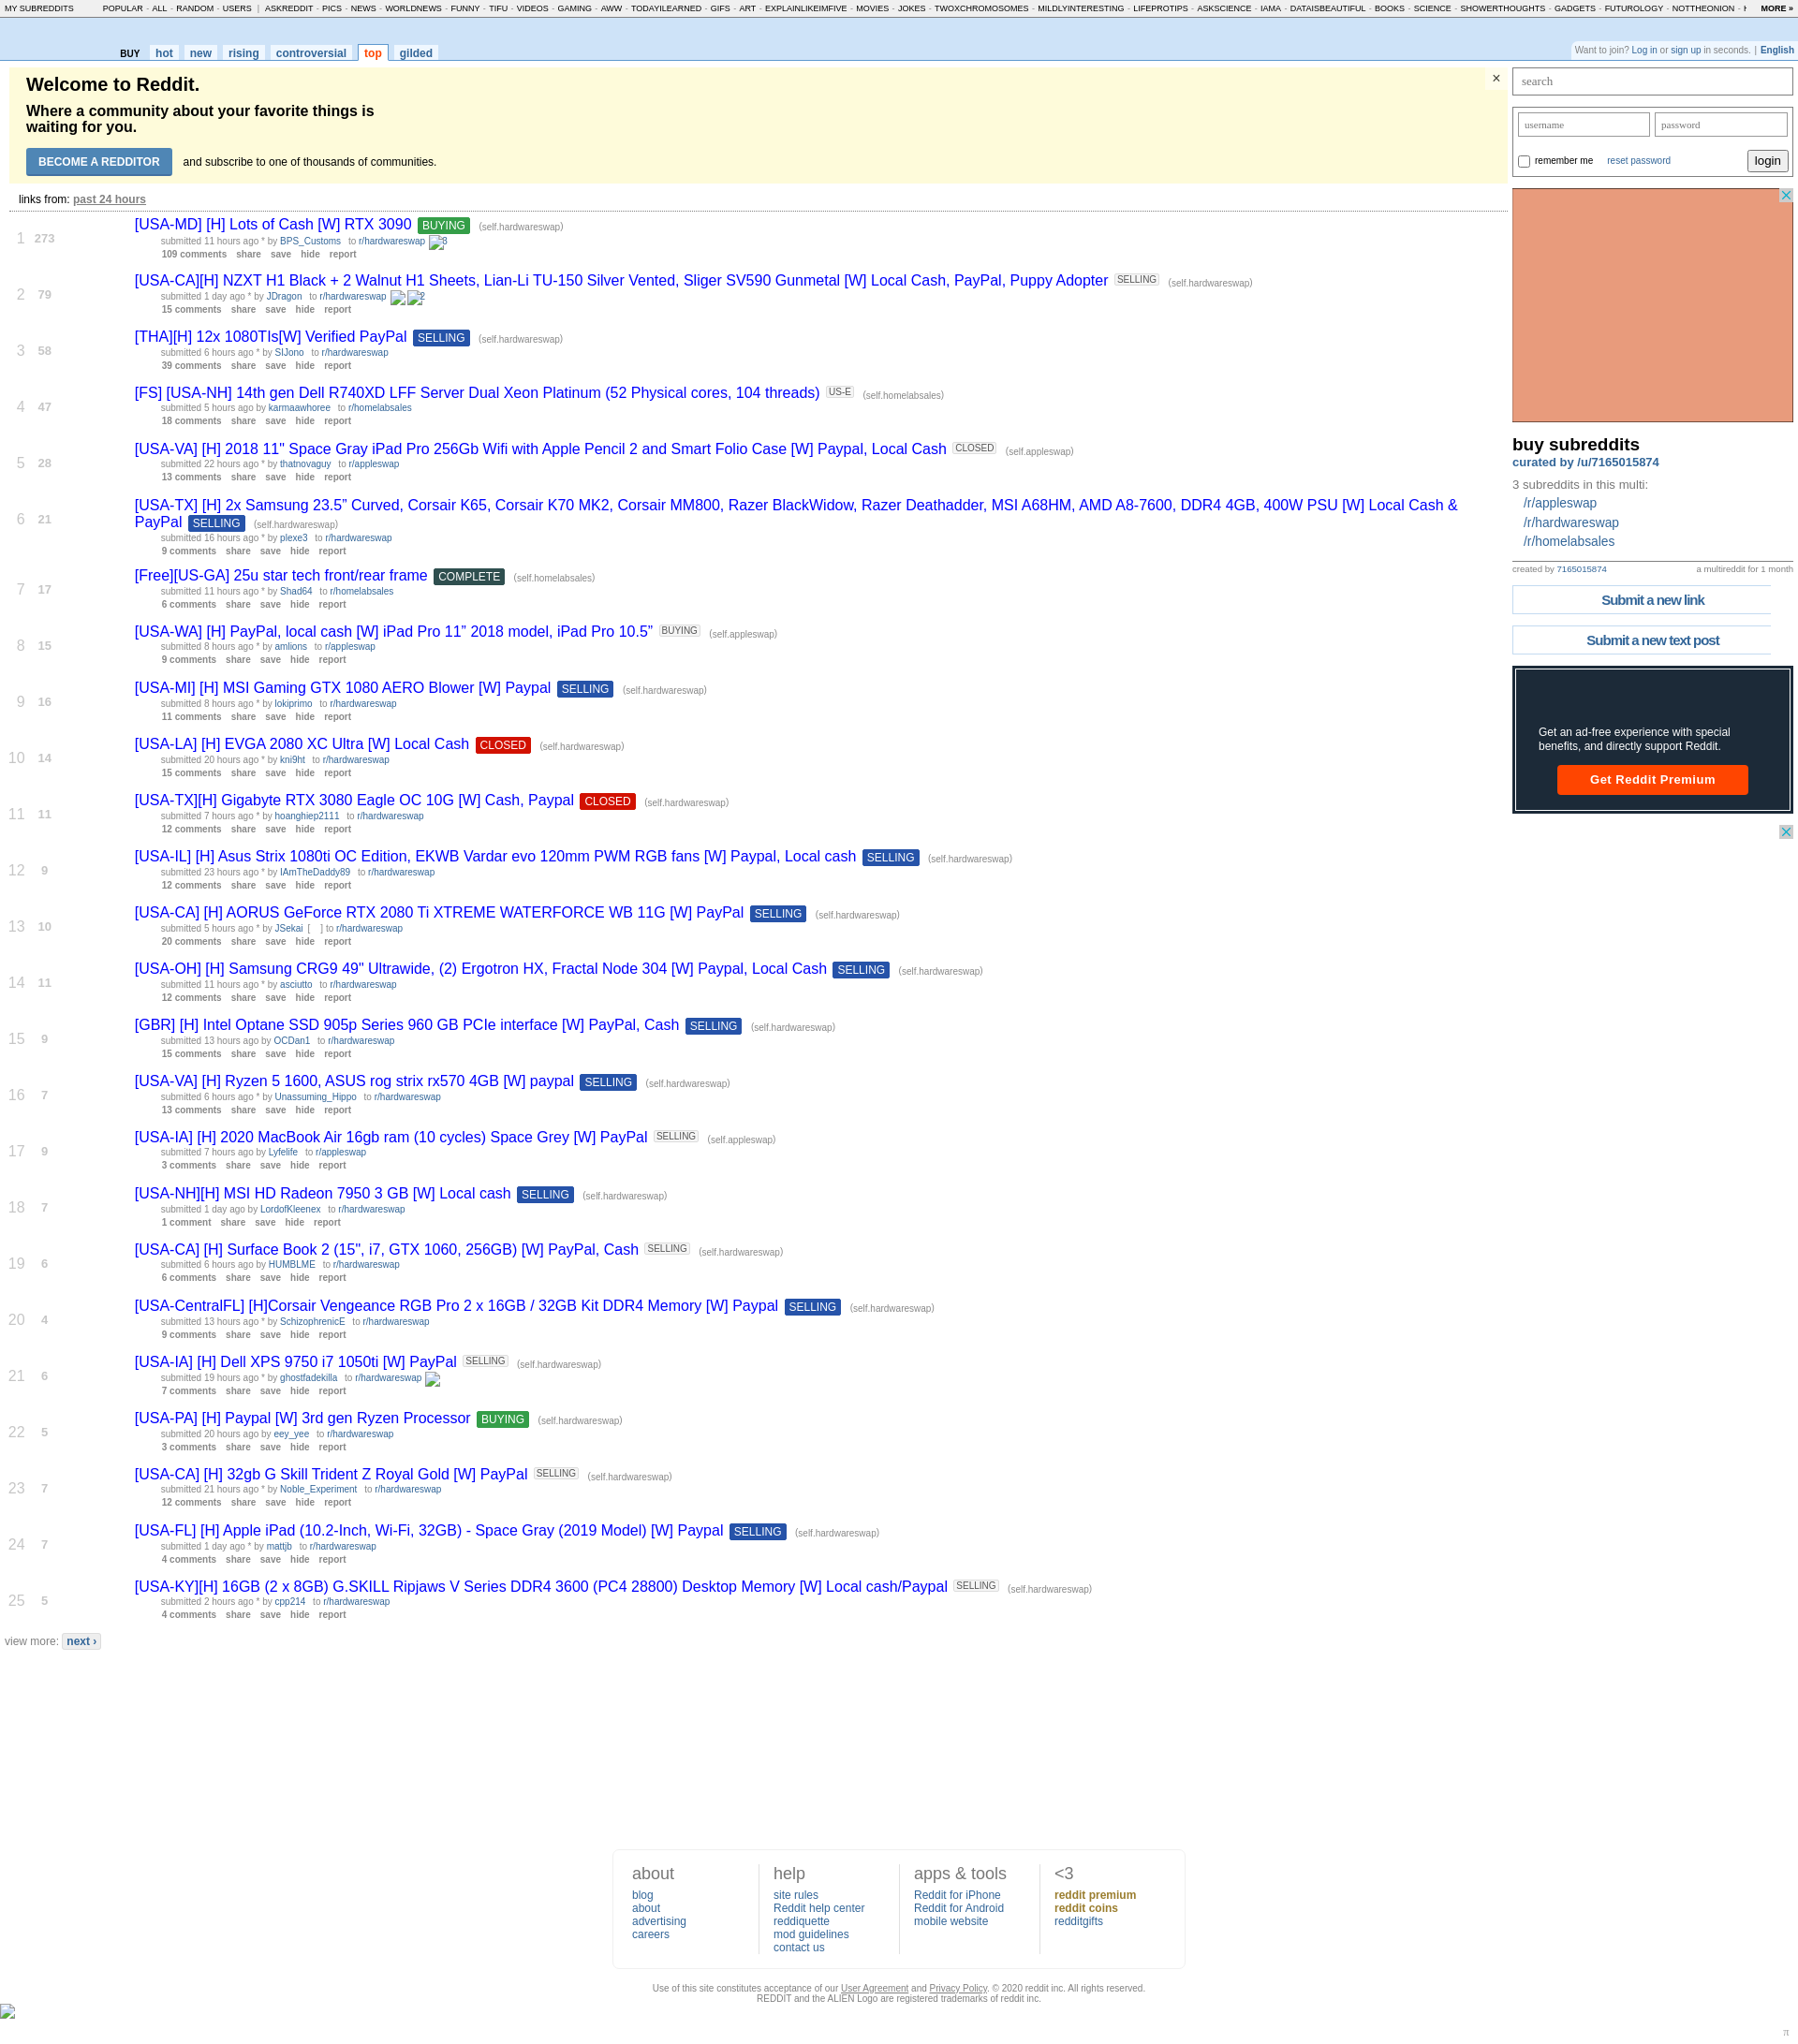 MY SUBREDDITS POPULAR - ALL - RANDOM - USERS | ASKREDDIT - PICS - NEWS - WORLDNEWS - FUNNY - TIFU - VIDEOS - GAMING - AWW - TODAYILEARNED - GIFS - ART - EXPLAINLIKEIMFIVE - MOVIES - JOKES - TWOXCHROMOSOMES - MILDLYINTERESTING - LIFEPROTIPS - ASKSCIENCE - IAMA - DATAISBEAUTIFUL - BOOKS - SCIENCE - SHOWERTHOUGHTS - GADGETS - FUTUROLOGY - NOTTHEONION - MORE »
BUY hot new rising controversial top gilded
Want to join? Log in or sign up in seconds. | English
Welcome to Reddit.
Where a community about your favorite things is
waiting for you.
BECOME A REDDITOR and subscribe to one of thousands of communities.
×
links from: past 24 hours
1 273 [USA-MD] [H] Lots of Cash [W] RTX 3090 BUYING (self.hardwareswap)
submitted 11 hours ago * by BPS_Customs to r/hardwareswap 3
109 comments share save hide report
2 79 [USA-CA][H] NZXT H1 Black + 2 Walnut H1 Sheets, Lian-Li TU-150 Silver Vented, Sliger SV590 Gunmetal [W] Local Cash, PayPal, Puppy Adopter SELLING (self.hardwareswap)
submitted 1 day ago * by JDragon to r/hardwareswap 2
15 comments share save hide report
3 58 [THA][H] 12x 1080TIs[W] Verified PayPal SELLING (self.hardwareswap)
submitted 6 hours ago * by SIJono to r/hardwareswap
39 comments share save hide report
4 47 [FS] [USA-NH] 14th gen Dell R740XD LFF Server Dual Xeon Platinum (52 Physical cores, 104 threads) US-E (self.homelabsales)
submitted 5 hours ago by karmaawhoree to r/homelabsales
18 comments share save hide report
5 28 [USA-VA] [H] 2018 11" Space Gray iPad Pro 256Gb Wifi with Apple Pencil 2 and Smart Folio Case [W] Paypal, Local Cash CLOSED (self.appleswap)
submitted 22 hours ago * by thatnovaguy to r/appleswap
13 comments share save hide report
6 21 [USA-TX] [H] 2x Samsung 23.5” Curved, Corsair K65, Corsair K70 MK2, Corsair MM800, Razer BlackWidow, Razer Deathadder, MSI A68HM, AMD A8-7600, DDR4 4GB, 400W PSU [W] Local Cash &
PayPal SELLING (self.hardwareswap)
submitted 16 hours ago * by plexe3 to r/hardwareswap
9 comments share save hide report
7 17 [Free][US-GA] 25u star tech front/rear frame COMPLETE (self.homelabsales)
submitted 11 hours ago * by Shad64 to r/homelabsales
6 comments share save hide report
8 15 [USA-WA] [H] PayPal, local cash [W] iPad Pro 11” 2018 model, iPad Pro 10.5” BUYING (self.appleswap)
submitted 8 hours ago * by amlions to r/appleswap
9 comments share save hide report
9 16 [USA-MI] [H] MSI Gaming GTX 1080 AERO Blower [W] Paypal SELLING (self.hardwareswap)
submitted 8 hours ago * by lokiprimo to r/hardwareswap
11 comments share save hide report
10 14 [USA-LA] [H] EVGA 2080 XC Ultra [W] Local Cash CLOSED (self.hardwareswap)
submitted 20 hours ago * by kni9ht to r/hardwareswap
15 comments share save hide report
11 11 [USA-TX][H] Gigabyte RTX 3080 Eagle OC 10G [W] Cash, Paypal CLOSED (self.hardwareswap)
submitted 7 hours ago * by hoanghiep2111 to r/hardwareswap
12 comments share save hide report
12 9 [USA-IL] [H] Asus Strix 1080ti OC Edition, EKWB Vardar evo 120mm PWM RGB fans [W] Paypal, Local cash SELLING (self.hardwareswap)
submitted 23 hours ago * by IAmTheDaddy89 to r/hardwareswap
12 comments share save hide report
13 10 [USA-CA] [H] AORUS GeForce RTX 2080 Ti XTREME WATERFORCE WB 11G [W] PayPal SELLING (self.hardwareswap)
submitted 5 hours ago * by JSekai [ ] to r/hardwareswap
20 comments share save hide report
14 11 [USA-OH] [H] Samsung CRG9 49" Ultrawide, (2) Ergotron HX, Fractal Node 304 [W] Paypal, Local Cash SELLING (self.hardwareswap)
submitted 11 hours ago * by asciutto to r/hardwareswap
12 comments share save hide report
15 9 [GBR] [H] Intel Optane SSD 905p Series 960 GB PCIe interface [W] PayPal, Cash SELLING (self.hardwareswap)
submitted 13 hours ago by OCDan1 to r/hardwareswap
15 comments share save hide report
16 7 [USA-VA] [H] Ryzen 5 1600, ASUS rog strix rx570 4GB [W] paypal SELLING (self.hardwareswap)
submitted 6 hours ago * by Unassuming_Hippo to r/hardwareswap
13 comments share save hide report
17 9 [USA-IA] [H] 2020 MacBook Air 16gb ram (10 cycles) Space Grey [W] PayPal SELLING (self.appleswap)
submitted 7 hours ago by Lyfelife to r/appleswap
3 comments share save hide report
18 7 [USA-NH][H] MSI HD Radeon 7950 3 GB [W] Local cash SELLING (self.hardwareswap)
submitted 1 day ago by LordofKleenex to r/hardwareswap
1 comment share save hide report
19 6 [USA-CA] [H] Surface Book 2 (15", i7, GTX 1060, 256GB) [W] PayPal, Cash SELLING (self.hardwareswap)
submitted 6 hours ago by HUMBLME to r/hardwareswap
6 comments share save hide report
20 4 [USA-CentralFL] [H]Corsair Vengeance RGB Pro 2 x 16GB / 32GB Kit DDR4 Memory [W] Paypal SELLING (self.hardwareswap)
submitted 13 hours ago * by SchizophrenicE to r/hardwareswap
9 comments share save hide report
21 6 [USA-IA] [H] Dell XPS 9750 i7 1050ti [W] PayPal SELLING (self.hardwareswap)
submitted 19 hours ago * by ghostfadekilla to r/hardwareswap
7 comments share save hide report
22 5 [USA-PA] [H] Paypal [W] 3rd gen Ryzen Processor BUYING (self.hardwareswap)
submitted 20 hours ago by eey_yee to r/hardwareswap
3 comments share save hide report
23 7 [USA-CA] [H] 32gb G Skill Trident Z Royal Gold [W] PayPal SELLING (self.hardwareswap)
submitted 21 hours ago * by Noble_Experiment to r/hardwareswap
12 comments share save hide report
24 7 [USA-FL] [H] Apple iPad (10.2-Inch, Wi-Fi, 32GB) - Space Gray (2019 Model) [W] Paypal SELLING (self.hardwareswap)
submitted 1 day ago * by mattjb to r/hardwareswap
4 comments share save hide report
25 5 [USA-KY][H] 16GB (2 x 8GB) G.SKILL Ripjaws V Series DDR4 3600 (PC4 28800) Desktop Memory [W] Local cash/Paypal SELLING (self.hardwareswap)
submitted 2 hours ago * by cpp214 to r/hardwareswap
4 comments share save hide report
view more: next ›
search
username password
remember me reset password login
buy subreddits
curated by /u/7165015874
3 subreddits in this multi:
/r/appleswap
/r/hardwareswap
/r/homelabsales
created by 7165015874 a multireddit for 1 month
Submit a new link
Submit a new text post
Get an ad-free experience with special
benefits, and directly support Reddit.
Get Reddit Premium
about
blog
about
advertising
careers
help
site rules
Reddit help center
reddiquette
mod guidelines
contact us
apps & tools
Reddit for iPhone
Reddit for Android
mobile website
<3
reddit premium
reddit coins
redditgifts
Use of this site constitutes acceptance of our User Agreement and Privacy Policy. © 2020 reddit inc. All rights reserved.
REDDIT and the ALIEN Logo are registered trademarks of reddit inc.
π